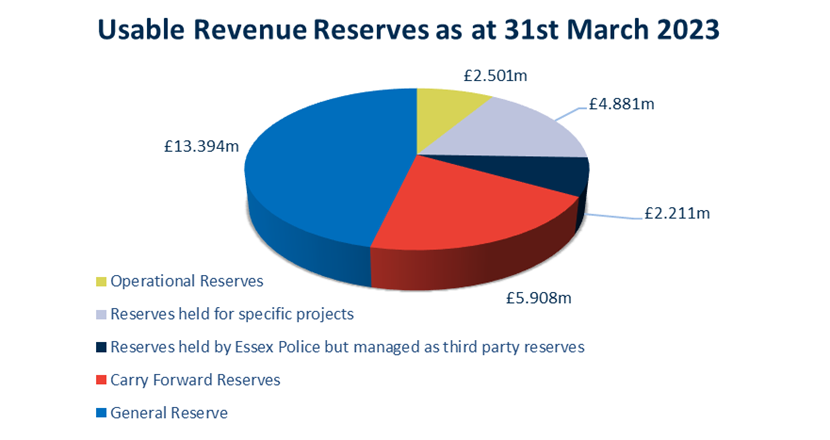 Usable Revenue Reserves as at 31st March 2023
£2.501m
£4.881m
£13.394m
£2.211m
£5.908m
Operational Reserves
Reserves held for specific projects
Reserves held by Essex Police but managed as third party reserves
Carry Forward Reserves
General Reserve